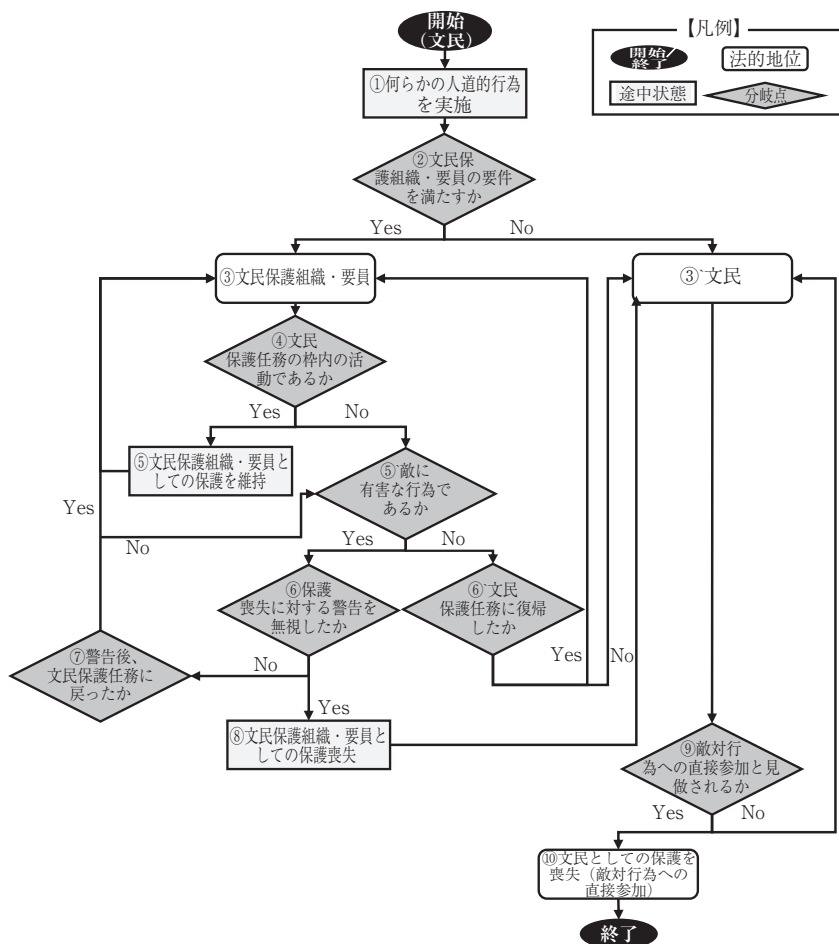 開始
(文民)
【凡例】
開始/
終了
法的地位
途中状態
分岐点
①何らかの人道的行為
を実施
②文民保
護組織・要員の要件
を満たすか
Yes
No
③文民保護組織・要員
③`文民
④文民
保護任務の枠内の活
動であるか
Yes
No
⑤文民保護組織・要員と
しての保護を維持
⑤`敵に
有害な行為で
あるか
Yes
No
Yes
No
⑥保護
喪失に対する警告を
無視したか
⑥`文民
保護任務に復帰
したか
⑦警告後、
文民保護任務に
戻ったか
No
Yes
Yes
No
⑧文民保護組織・要員と
しての保護喪失
⑨敵対行
為への直接参加と見
做されるか
Yes
No
⑩文民としての保護を
喪失（敵対行為への
直接参加）
終了